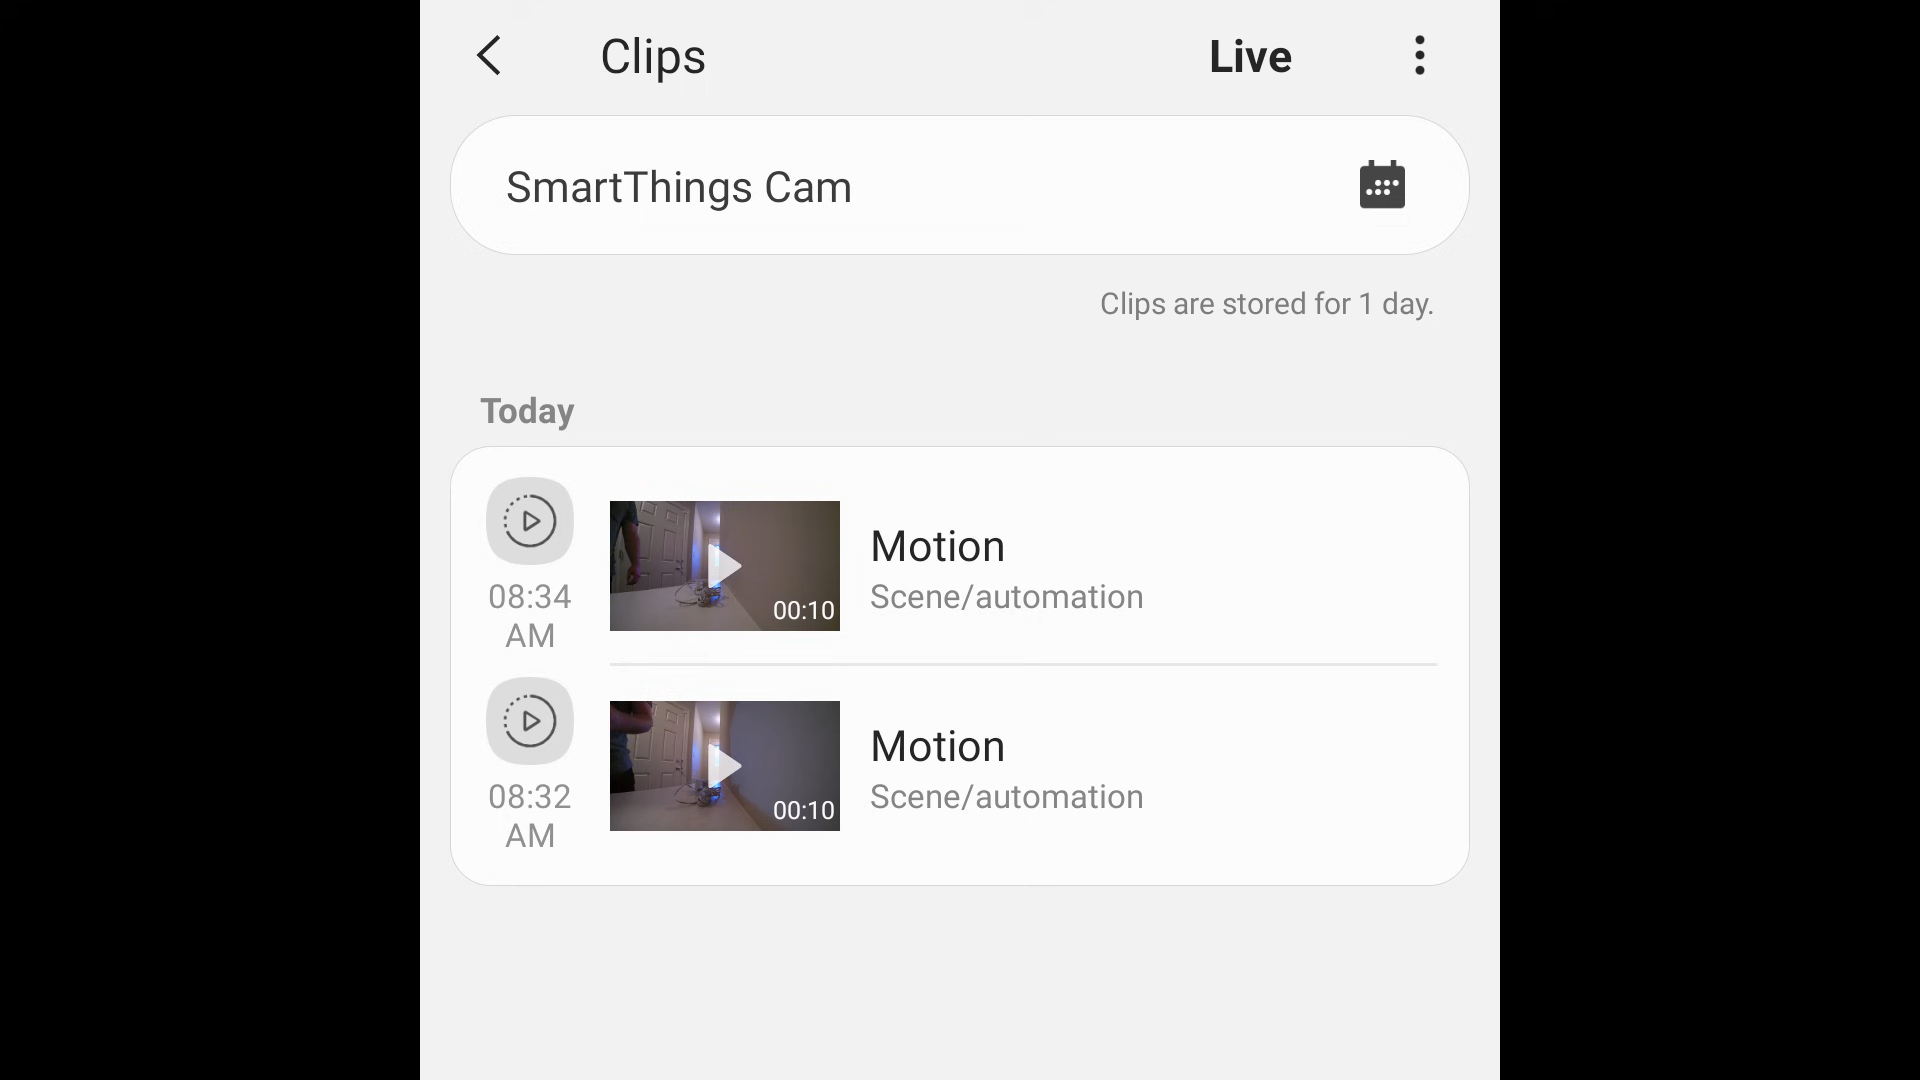 Clips
Live
SmartThings Cam
Clips are stored for 1 day.
Today
08:34
AM
00:10
Motion
Scene/automation
08:32
AM
00:10
Motion
Scene/automation